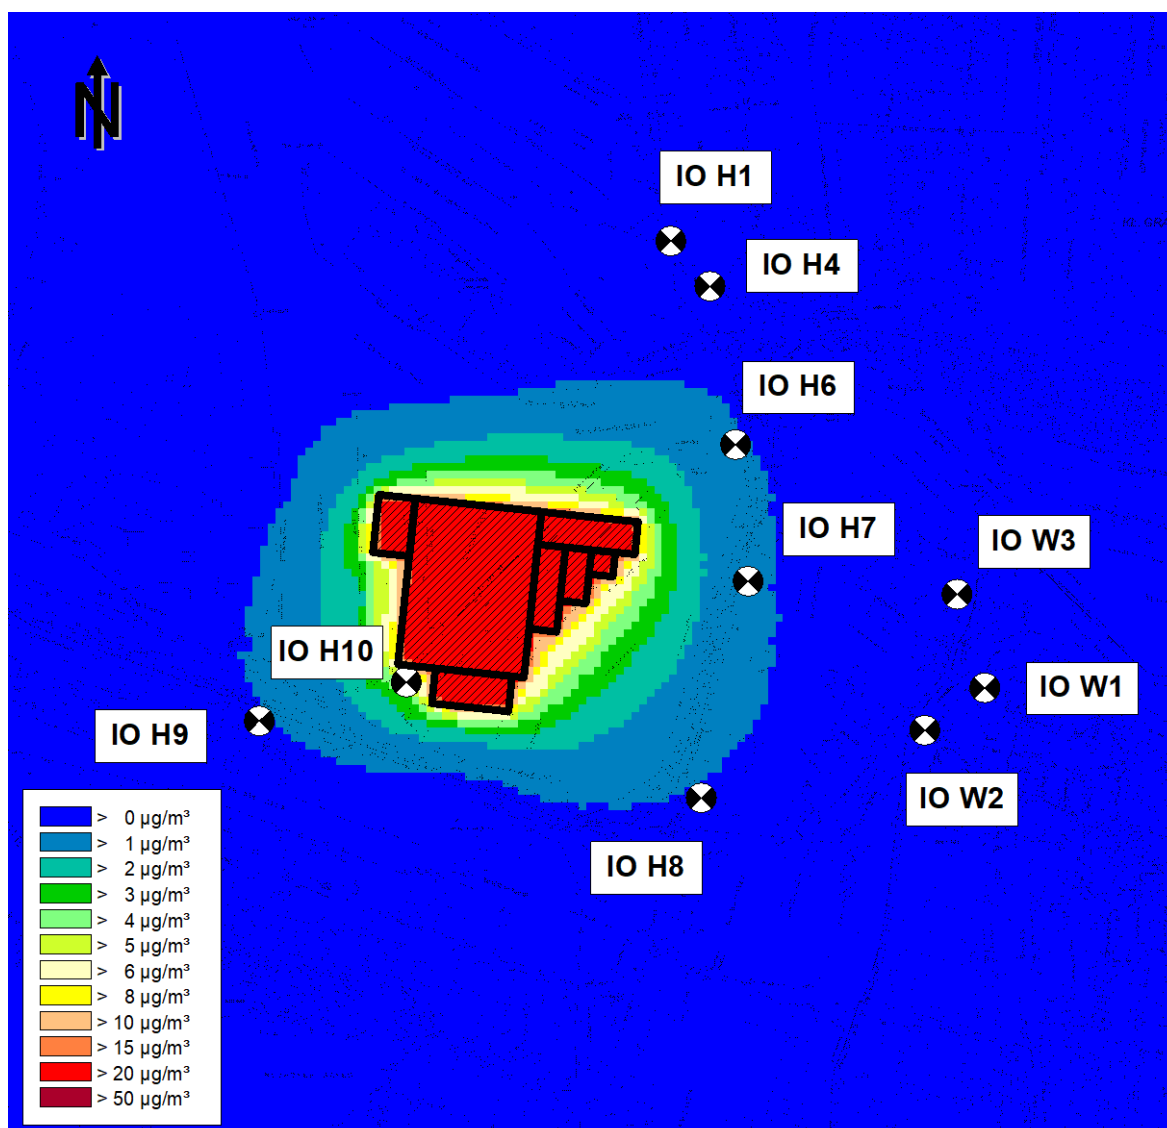 N
IO H1
IO H4
IO H6
IO H7
IO W3
IO H10
IO W1
IO H9
IO W2
IO H8
> 0 µg/m³
> 1 µg/m³
> 2 µg/m³
> 3 µg/m³
> 4 µg/m³
> 5 µg/m³
> 6 µg/m³
> 8 µg/m³
> 10 µg/m³
> 15 µg/m³
> 20 µg/m³
> 50 µg/m³